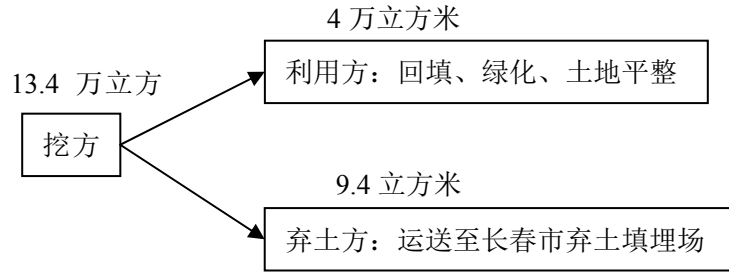 4 万立方米
利用方：回填、绿化、土地平整
13.4 万立方
挖方
9.4 立方米
弃土方：运送至长春市弃土填埋场